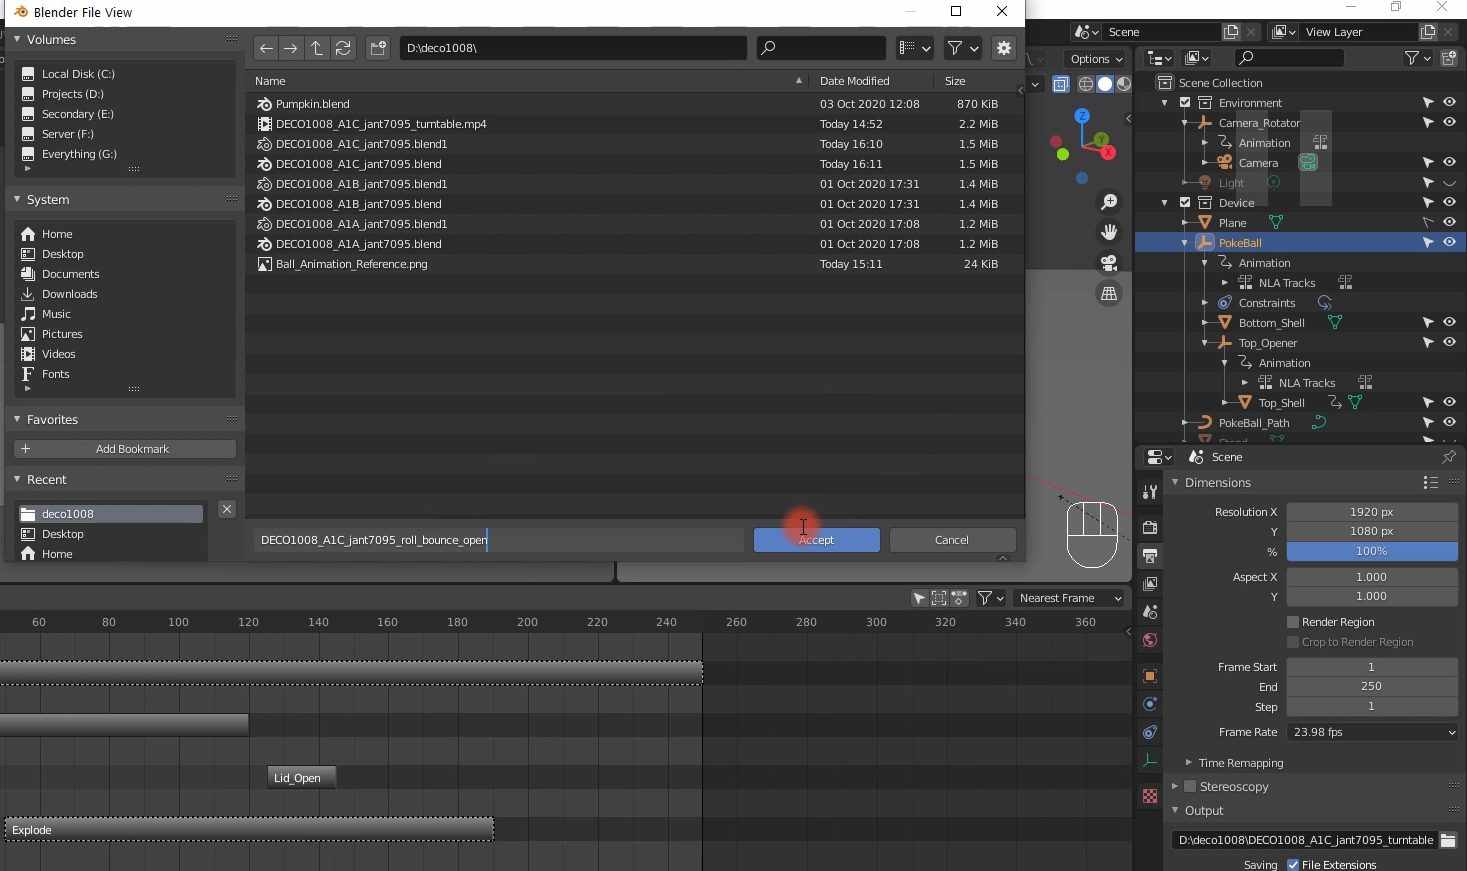 Blender File View
Volumes
Local Disk (C:)
Projects (D:)
Secondary (E:)
Server (F:)
Everything (G:)
System
Home
Desktop
Documents
Downloads
Music
Pictures
Videos
Fonts
Favorites
Add Bookmark
Recent
deco1008
Desktop
Home
D:\deco1008\
Name Date Modified Size
Pumpkin.blend 03 Oct 2020 12:08 870 KiB
DECO1008_A1C_jant7095_turntable.mp4 Today 14:52 2.2 MiB
DECO1008_A1C_jant7095.blend1 Today 16:10 1.5 MiB
DECO1008_A1C_jant7095.blend Today 16:11 1.5 MiB
DECO1008_A1B_jant7095.blend1 01 Oct 2020 17:31 1.4 MiB
DECO1008_A1B_jant7095.blend 01 Oct 2020 17:31 1.4 MiB
DECO1008_A1A_jant7095.blend1 01 Oct 2020 17:08 1.2 MiB
DECO1008_A1A_jant7095.blend 01 Oct 2020 17:08 1.2 MiB
Ball_Animation_Reference.png Today 15:11 24 KiB
DECO1008_A1C_jant7095_roll_bounce_open Accept Cancel
Scene View Layer
Options
Z
Y
X
Scene Collection
Environment
Camera_Rotator
Animation
Camera
Light
Device
Plane
PokeBall
Animation
NLA Tracks
Constraints
Bottom_Shell
Top_Opener
Animation
NLA Tracks
Top_Shell
PokeBall_Path
Scene
Dimensions
Resolution X 1920 px
Y 1080 px
% 100%
Aspect X 1.000
Y 1.000
Render Region
Crop to Render Region
Frame Start 1
End 250
Step 1
Frame Rate 23.98 fps
Time Remapping
Stereoscopy
Output
D:\deco1008\DECO1008_A1C_jant7095_turntable
Saving File Extensions
Nearest Frame
60 80 100 120 140 160 180 200 220 240 260 280 300 320 340 360
Lid_Open
Explode